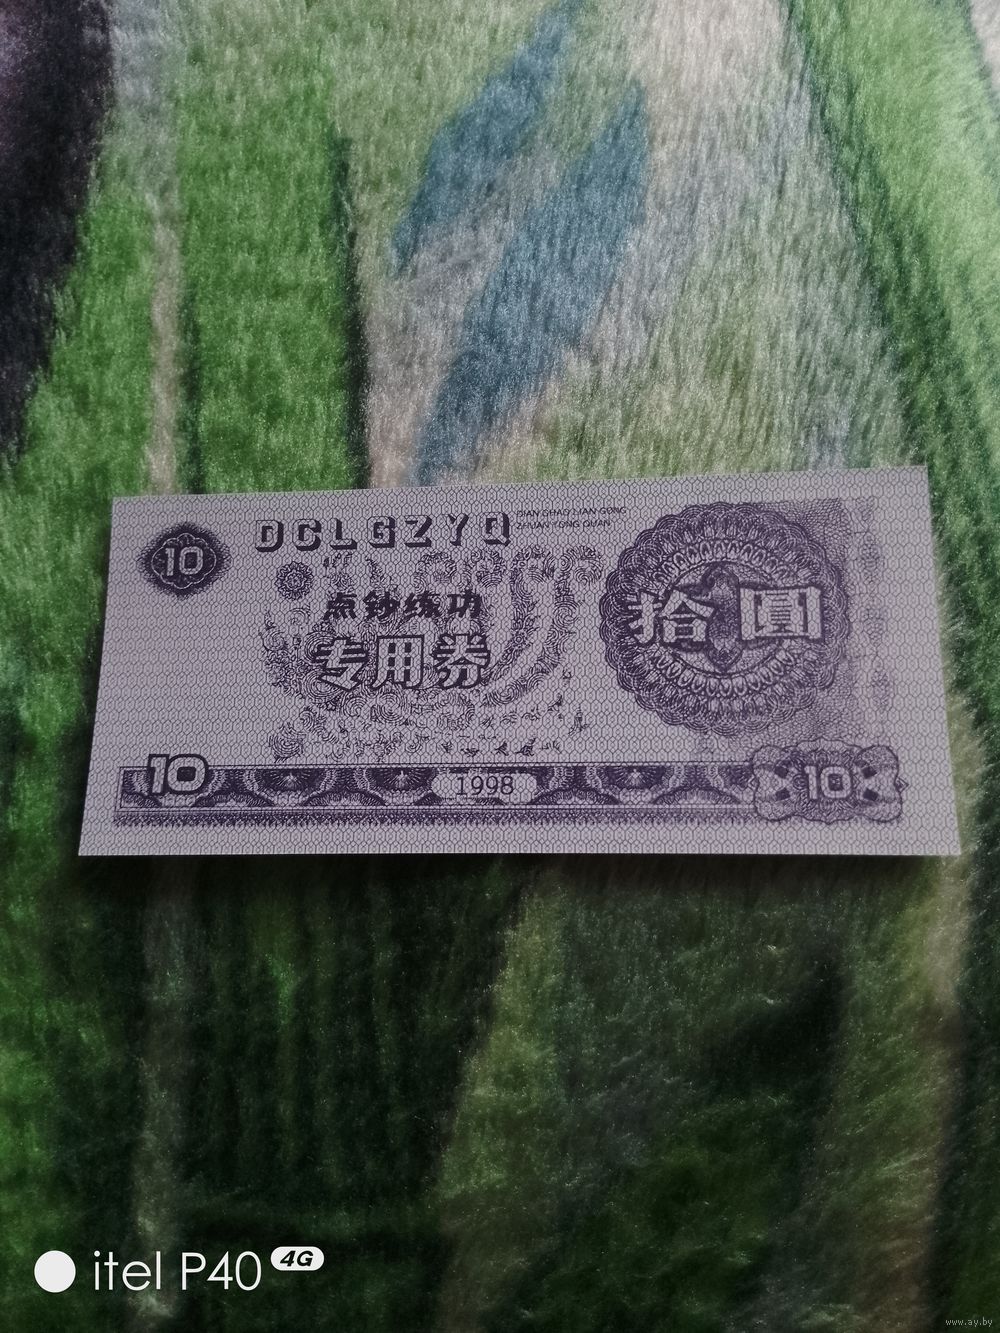 10
DCLGZYQ
DIAN CHAO LIAN GONG
ZHUAN YONG QUAN
点钞练功
专用券
拾圆
10
1998
10
itel P40 4G
www.ay.by